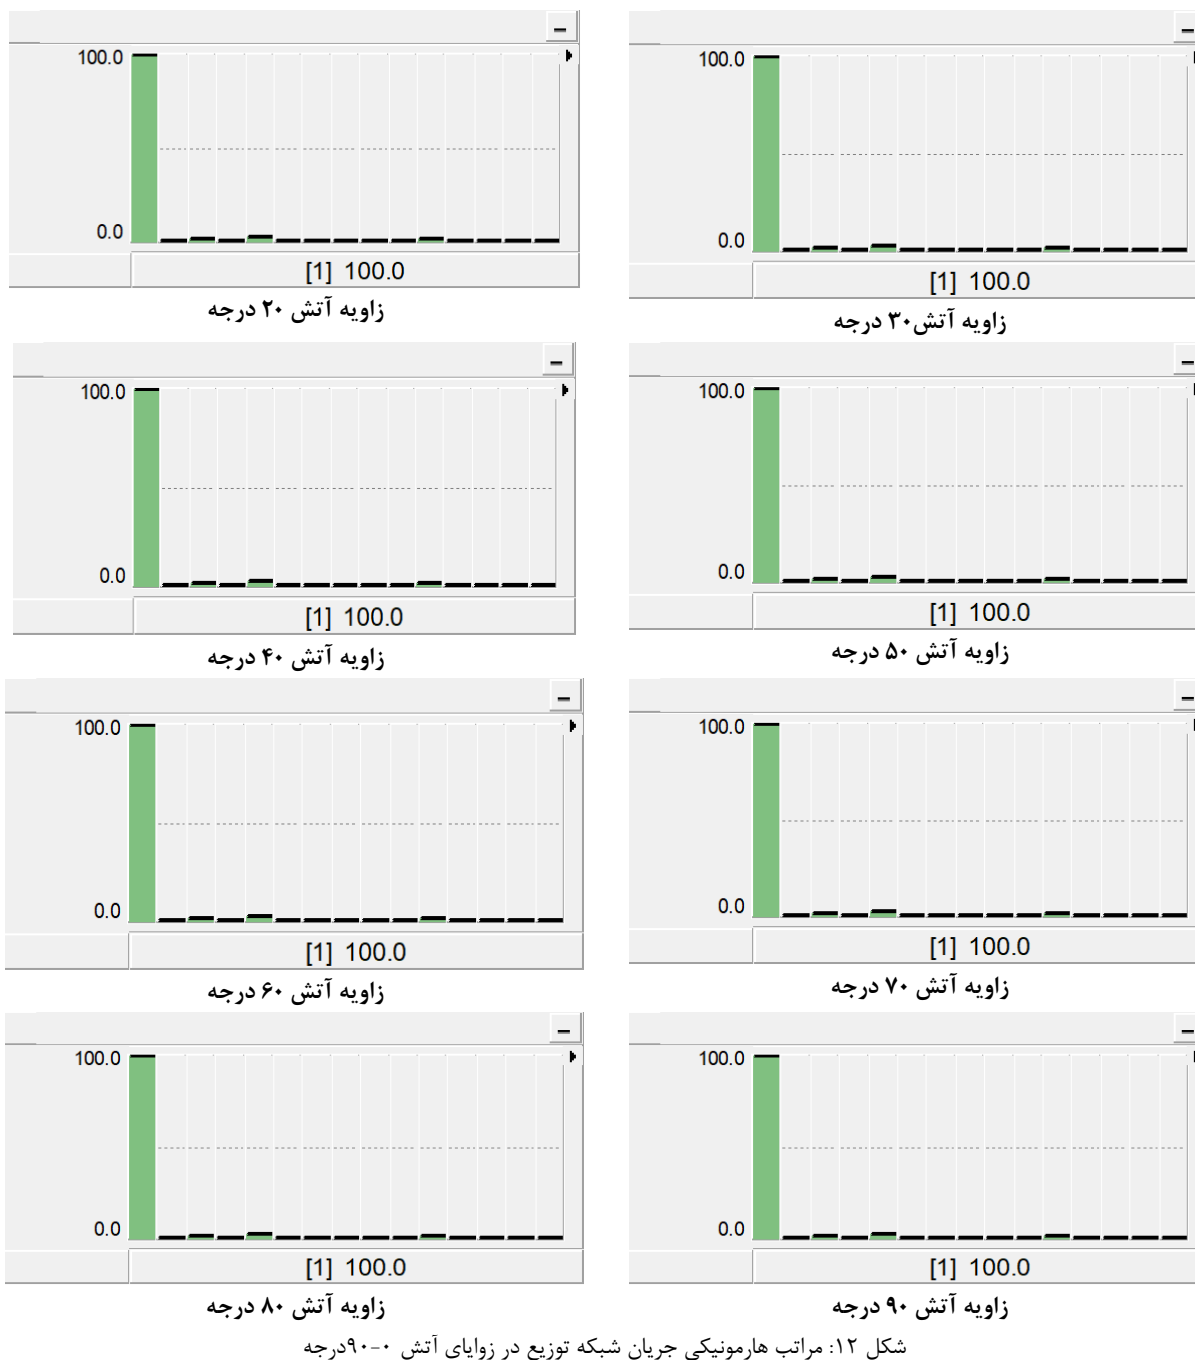 100.0
0.0
[1] 100.0
زاویه آتش ۲۰ درجه
100.0
0.0
[1] 100.0
زاویه آتش۳۰ درجه
100.0
0.0
[1] 100.0
زاویه آتش ۴۰ درجه
100.0
0.0
[1] 100.0
زاویه آتش ۵۰ درجه
100.0
0.0
[1] 100.0
زاویه آتش ۶۰ درجه
100.0
0.0
[1] 100.0
زاویه آتش ۷۰ درجه
100.0
0.0
[1] 100.0
زاویه آتش ۸۰ درجه
100.0
0.0
[1] 100.0
زاویه آتش ۹۰ درجه
شکل ۱۲: مراتب هارمونیکی جریان شبکه توزیع در زوایای آتش ۰-۹۰درجه